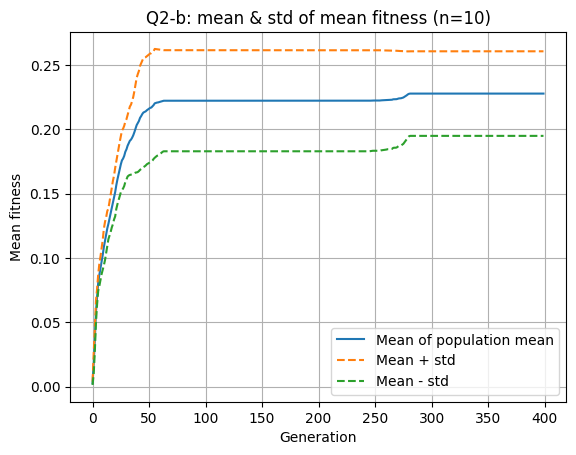 Q2-b: mean & std of mean fitness (n=10)
Mean fitness
0.25
0.20
0.15
0.10
0.05
0.00
Mean of population mean
Mean + std
Mean - std
0 50 100 150 200 250 300 350 400
Generation